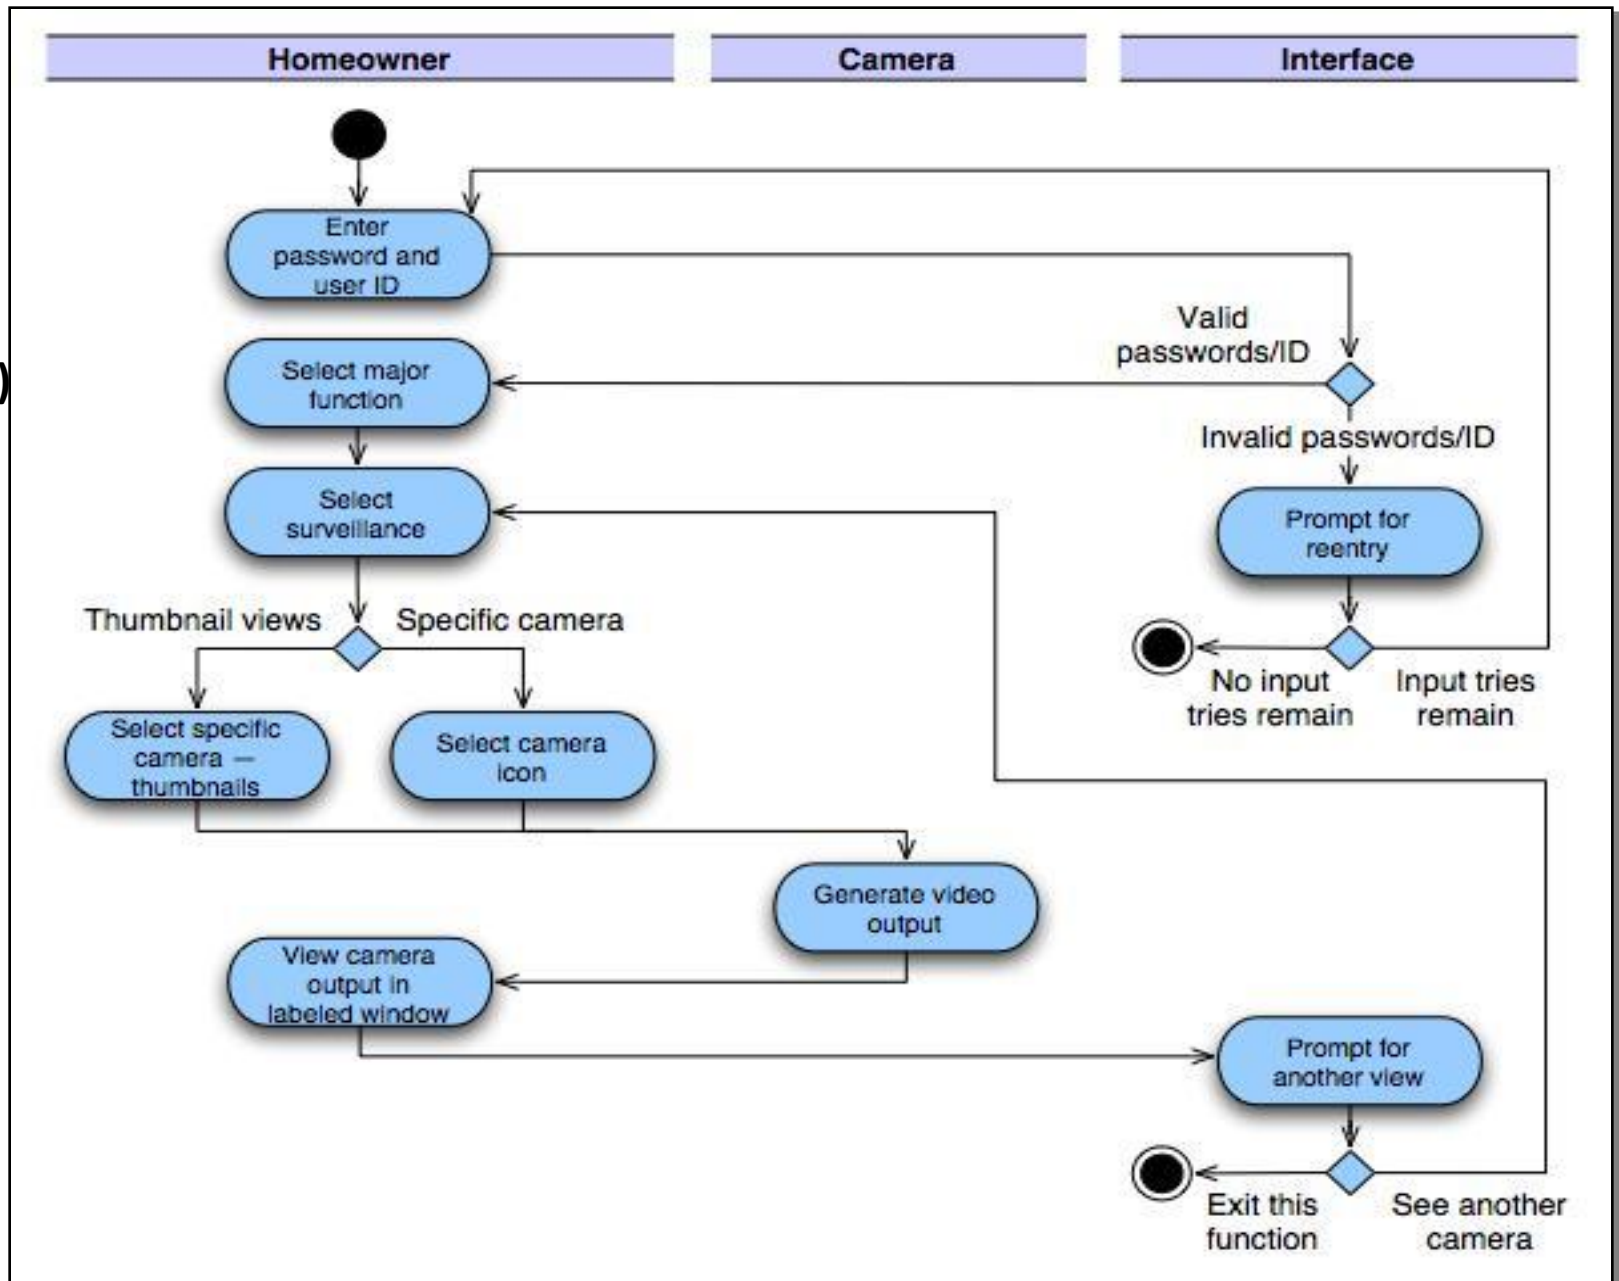 Homeowner
Camera
Interface
Enter
password and
user ID
Valid
passwords/ID
)
Select major
function
Invalid passwords/ID
Select
surveillance
Prompt for
reentry
Thumbnail views
Specific camera
No input
tries remain
Input tries
remain
Select specific
camera —
thumbnails
Select camera
icon
Generate video
output
View camera
output in
labeled window
Prompt for
another view
Exit this
function
See another
camera